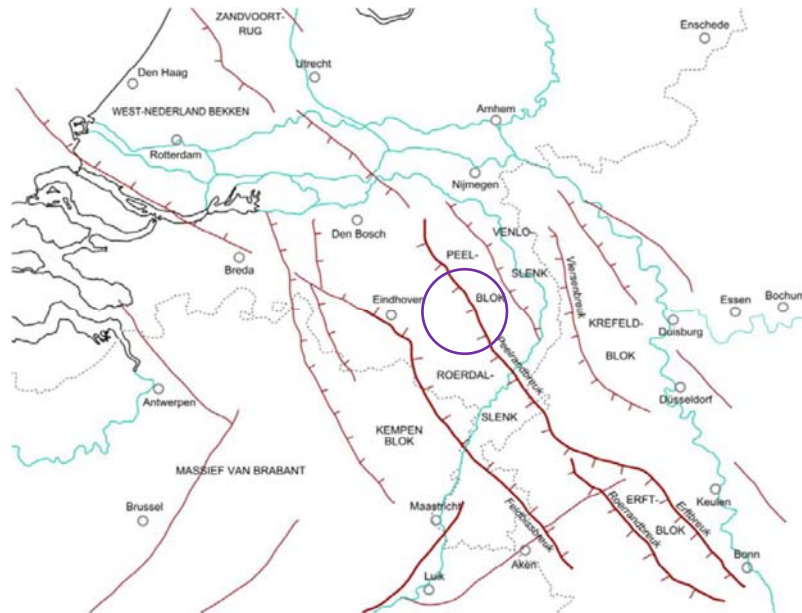 ZANDVOORT-
RUG
Enschede
Utrecht
Den Haag
WEST-NEDERLAND BEKKEN
Arnhem
Rotterdam
Nijmegen
Den Bosch
VENLO-
SLENK
PEEL-
BLOK
Breda
Viersenbreuk
Eindhoven
Essen
Bochum
KREFELD-
BLOK
Duisburg
Peelrandbreuk
ROERDAL-
SLENK
Düsseldorf
Antwerpen
KEMPEN
BLOK
MASSIEF VAN BRABANT
Brussel
Maastricht
Feldbissbreuk
Roerrandbreuk
ERFT-
BLOK
Erftbreuk
Keulen
Aken
Bonn
Luik